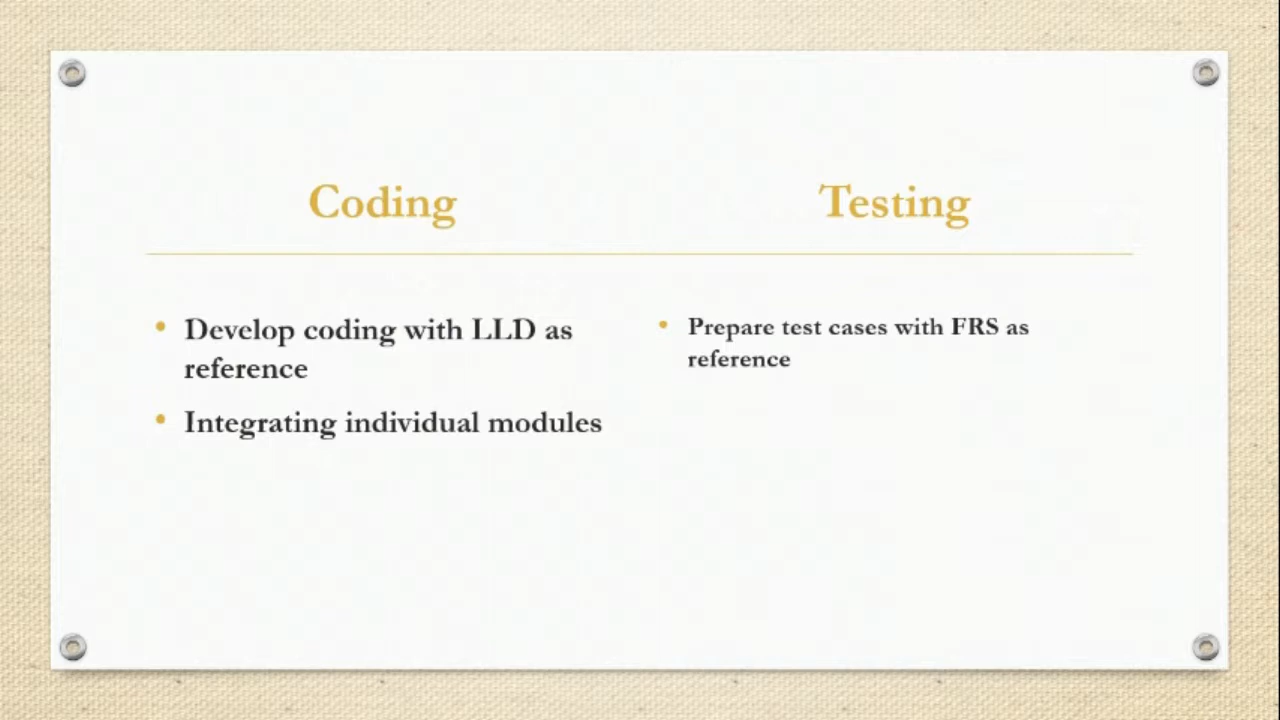 Coding
• Develop coding with LLD as
reference
• Integrating individual modules
Testing
• Prepare test cases with FRS as
reference